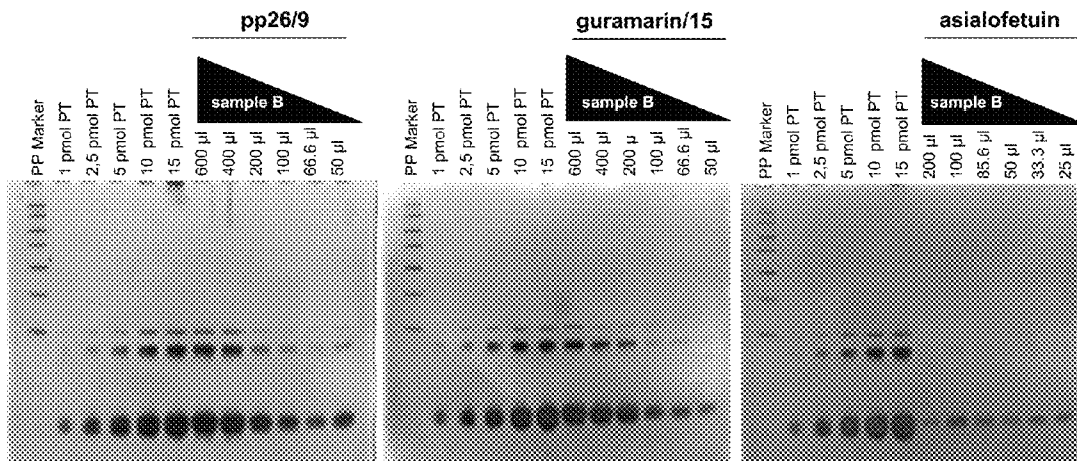 pp26/9
guramarin/15
asialofetuin
sample B
sample B
sample B
PP Marker
1 pmol PT
2,5 pmol PT
5 pmol PT
10 pmol PT
15 pmol PT
600 µl
400 µl
200 µl
100 µl
66.6 µl
50 µl
PP Marker
1 pmol PT
2,5 pmol PT
5 pmol PT
10 pmol PT
15 pmol PT
600 µl
400 µl
200 µ
100 µl
66.6 µl
50 µl
PP Marker
1 pmol PT
2,5 pmol PT
5 pmol PT
10 pmol PT
15 pmol PT
200 µl
100 µl
85.6 µl
50 µl
33.3 µl
25 µl